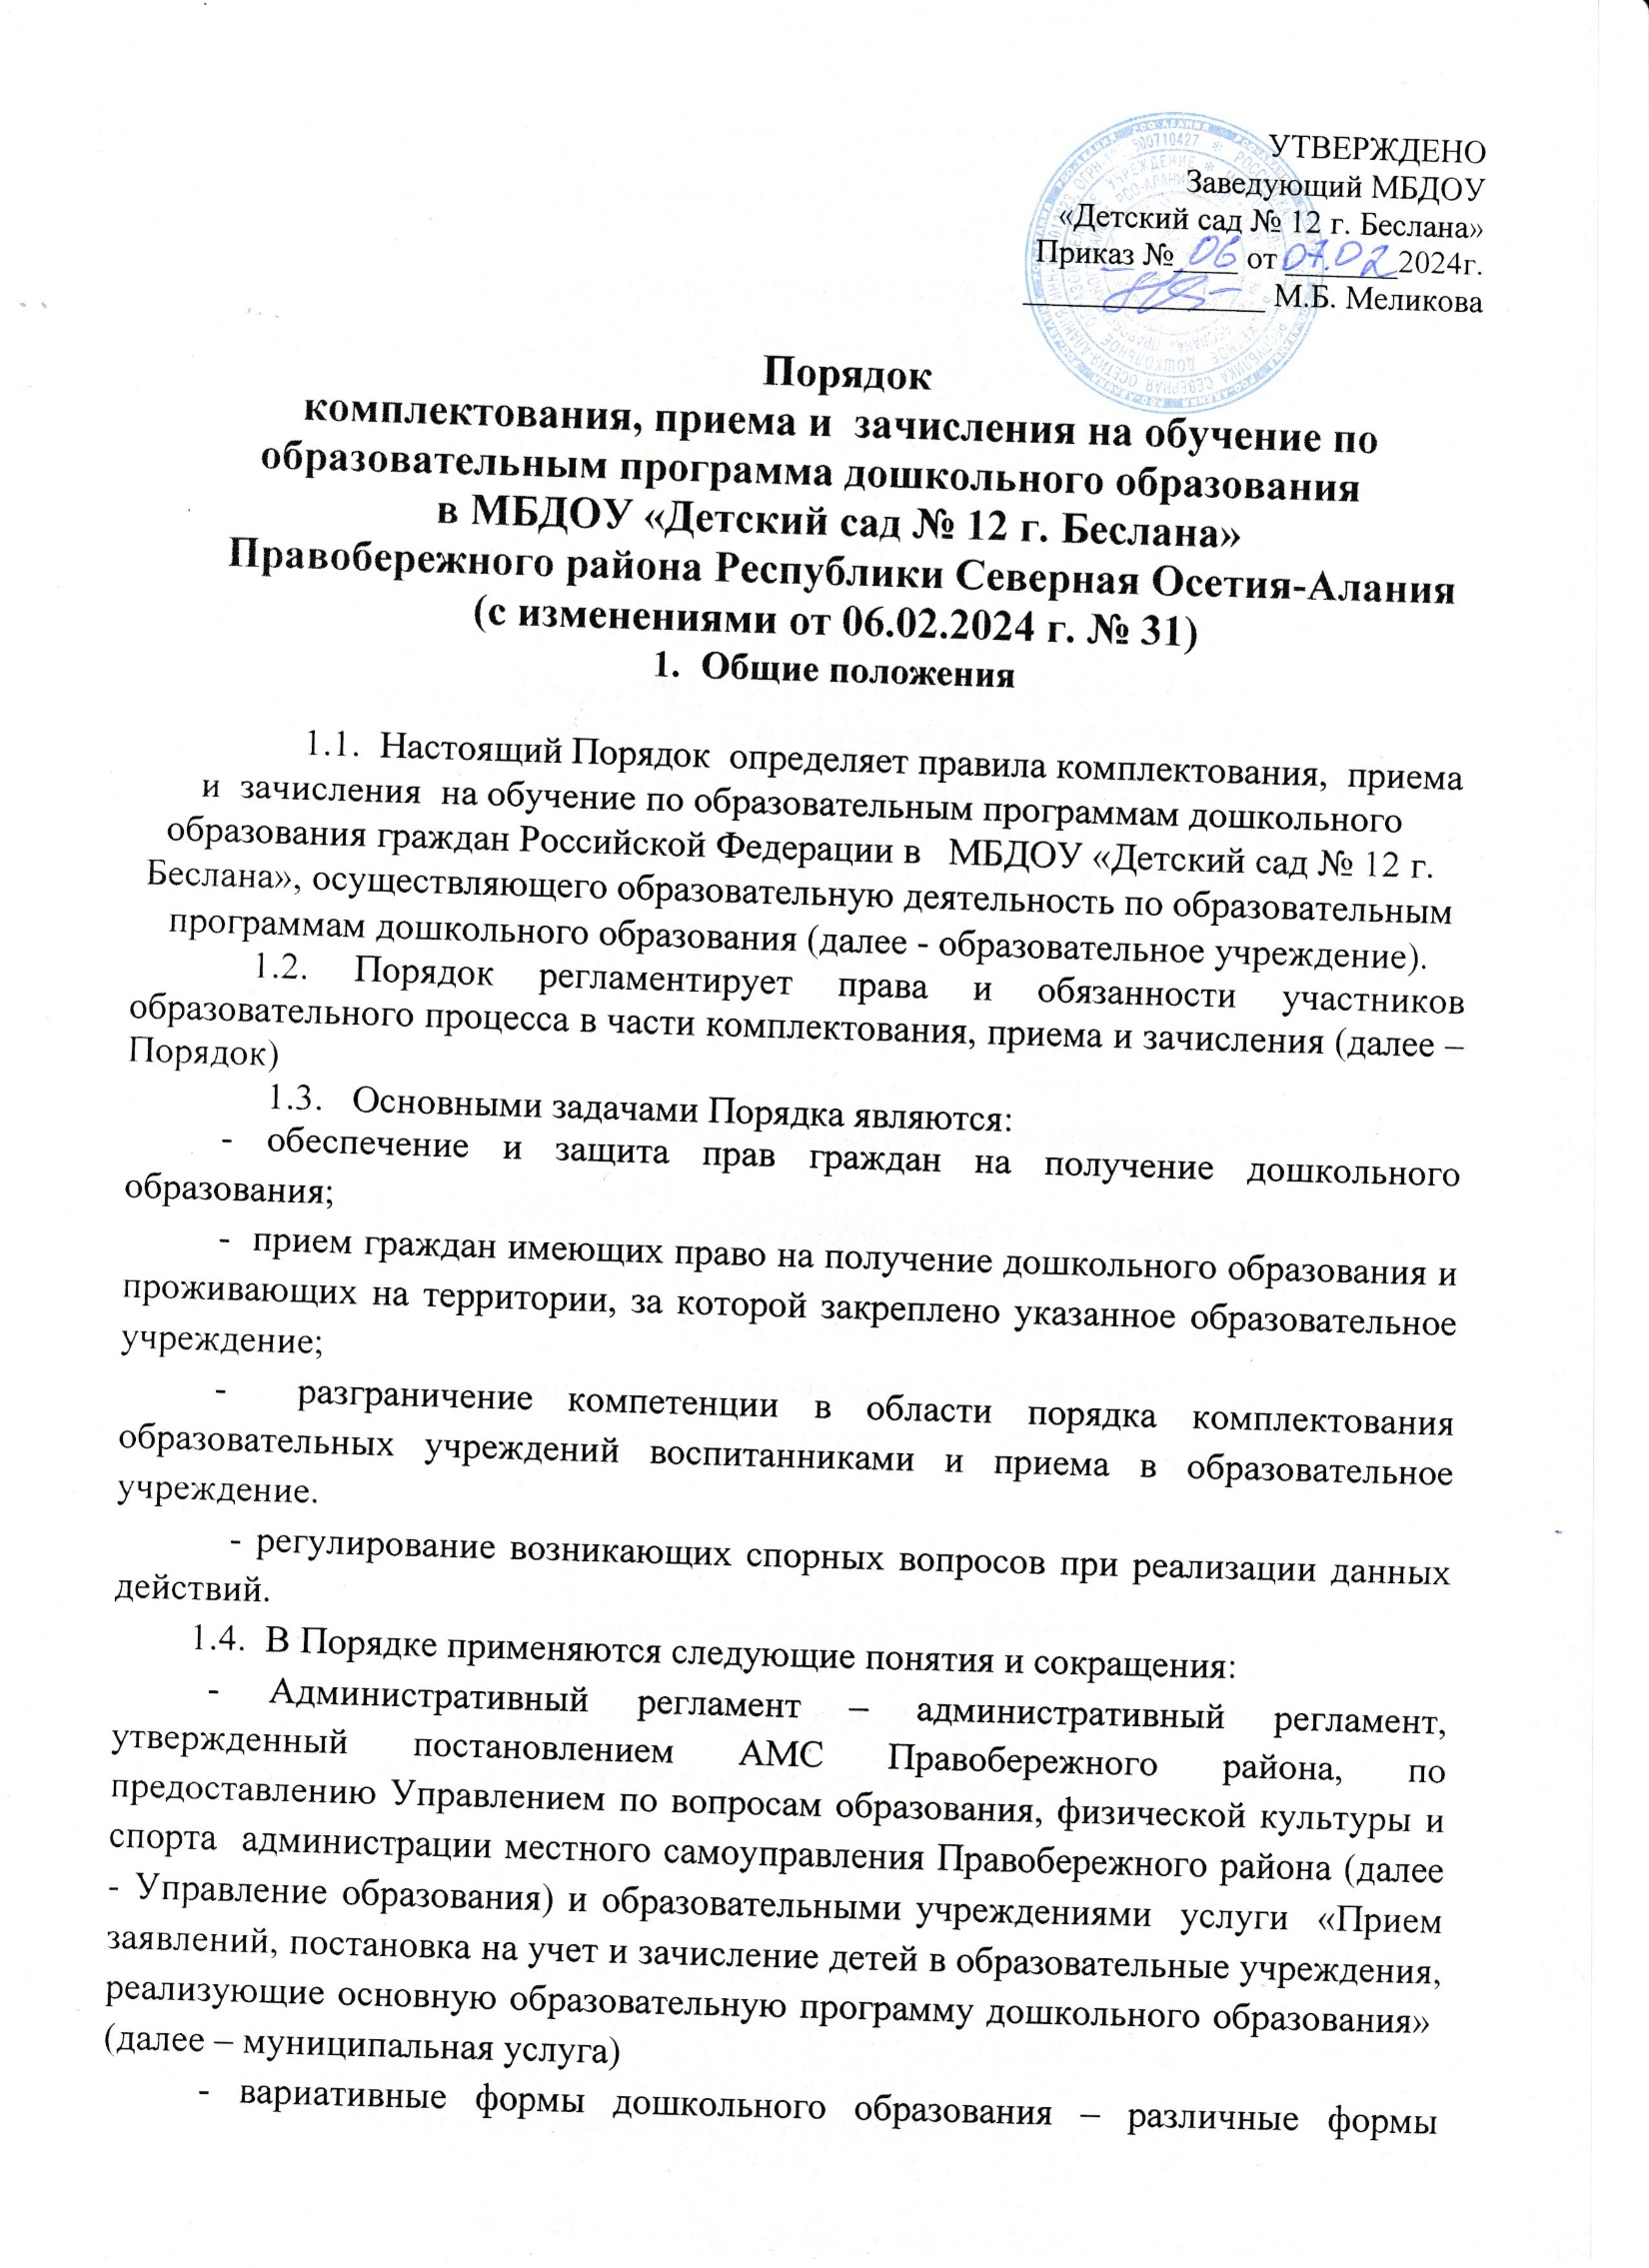 УТВЕРЖДЕНО
Заведующий МБДОУ
«Детский сад № 12 г. Беслана»
Приказ № 06 от 07.02 2024г.
М.Б. Меликова
Порядок
комплектования, приема и зачисления на обучение по
образовательным программа дошкольного образования
в МБДОУ «Детский сад № 12 г. Беслана»
Правобережного района Республики Северная Осетия-Алания
(с изменениями от 06.02.2024 г. № 31)
1. Общие положения
1.1. Настоящий Порядок определяет правила комплектования, приема
и зачисления на обучение по образовательным программам дошкольного
образования граждан Российской Федерации в МБДОУ «Детский сад № 12 г.
Беслана», осуществляющего образовательную деятельность по образовательным
программам дошкольного образования (далее - образовательное учреждение).
1.2. Порядок регламентирует права и обязанности участников
образовательного процесса в части комплектования, приема и зачисления (далее –
Порядок)
1.3. Основными задачами Порядка являются:
- обеспечение и защита прав граждан на получение дошкольного
образования;
- прием граждан имеющих право на получение дошкольного образования и
проживающих на территории, за которой закреплено указанное образовательное
учреждение;
- разграничение компетенции в области порядка комплектования
образовательных учреждений воспитанниками и приема в образовательное
учреждение.
- регулирование возникающих спорных вопросов при реализации данных
действий.
1.4. В Порядке применяются следующие понятия и сокращения:
- Административный регламент – административный регламент,
утвержденный постановлением АМС Правобережного района, по
предоставлению Управлением по вопросам образования, физической культуры и
спорта администрации местного самоуправления Правобережного района (далее
- Управление образования) и образовательными учреждениями услуги «Прием
заявлений, постановка на учет и зачисление детей в образовательные учреждения,
реализующие основную образовательную программу дошкольного образования»
(далее – муниципальная услуга)
- вариативные формы дошкольного образования – различные формы